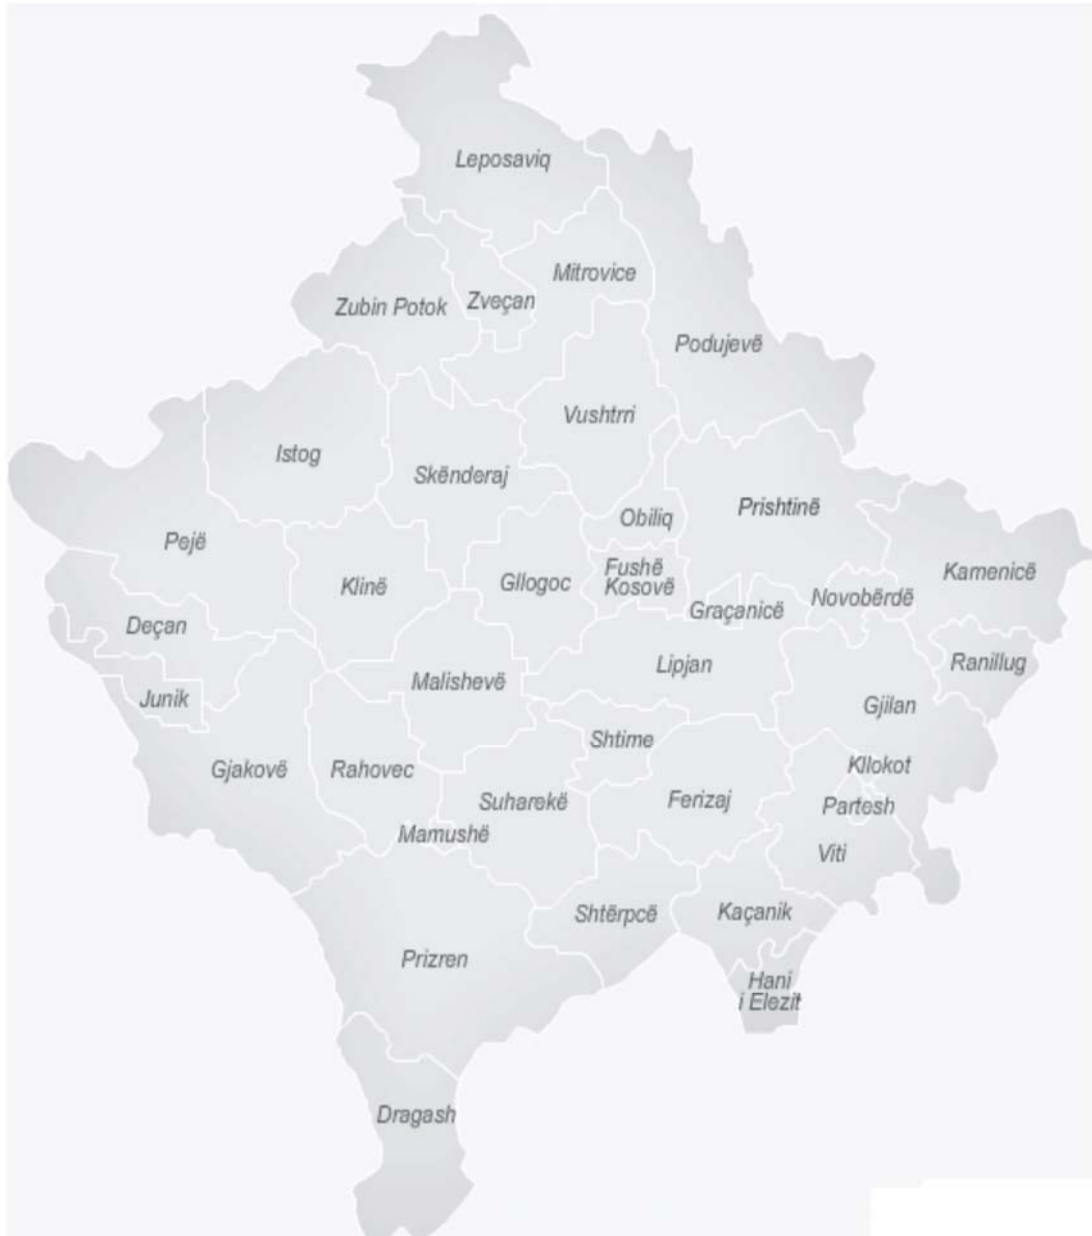 Leposaviq
Mitrovice
Zveçan
Zubin Potok
Podujevë
Vushtrri
Istog
Skënderaj
Prishtinë
Obiliq
Pejë
Fushë
Kosovë
Kamenicë
Gllogoc
Klinë
Novobërdë
Graçanicë
Deçan
Ranillug
Lipjan
Malishevë
Junik
Gjilan
Shtime
Kllokot
Gjakovë
Rahovec
Ferizaj
Suharekë
Partesh
Mamushë
Viti
Kaçanik
Shtërpcë
Prizren
Hani
i Elezit
Dragash